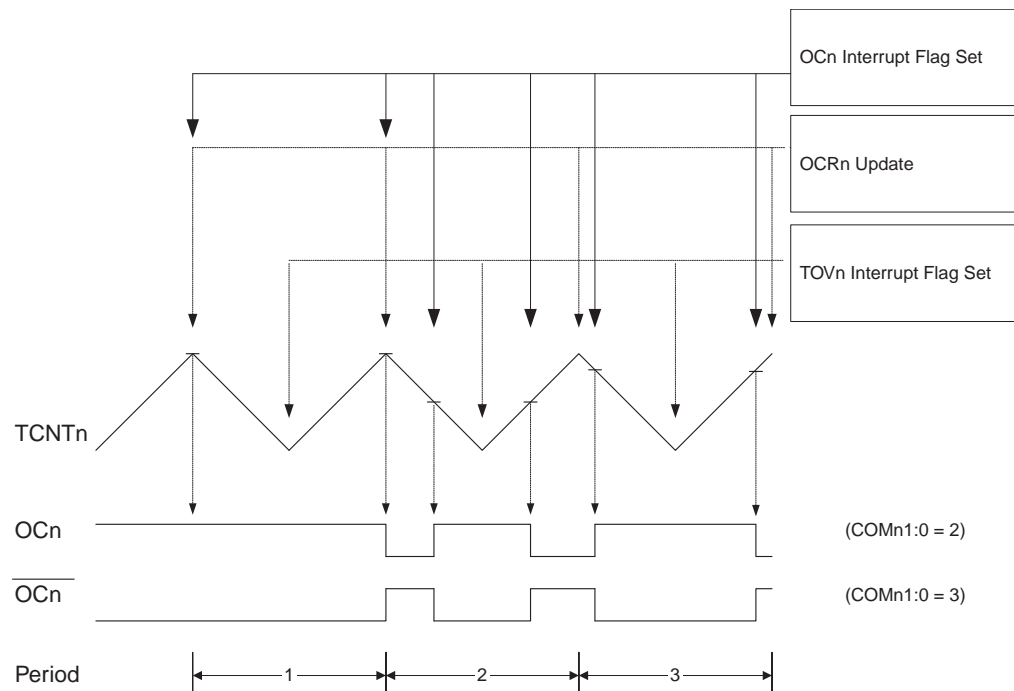 OCn Interrupt Flag Set
OCRn Update
TOVn Interrupt Flag Set
TCNTn
OCn
(COMn1:0 = 2)
OCn
(COMn1:0 = 3)
Period
1
2
3